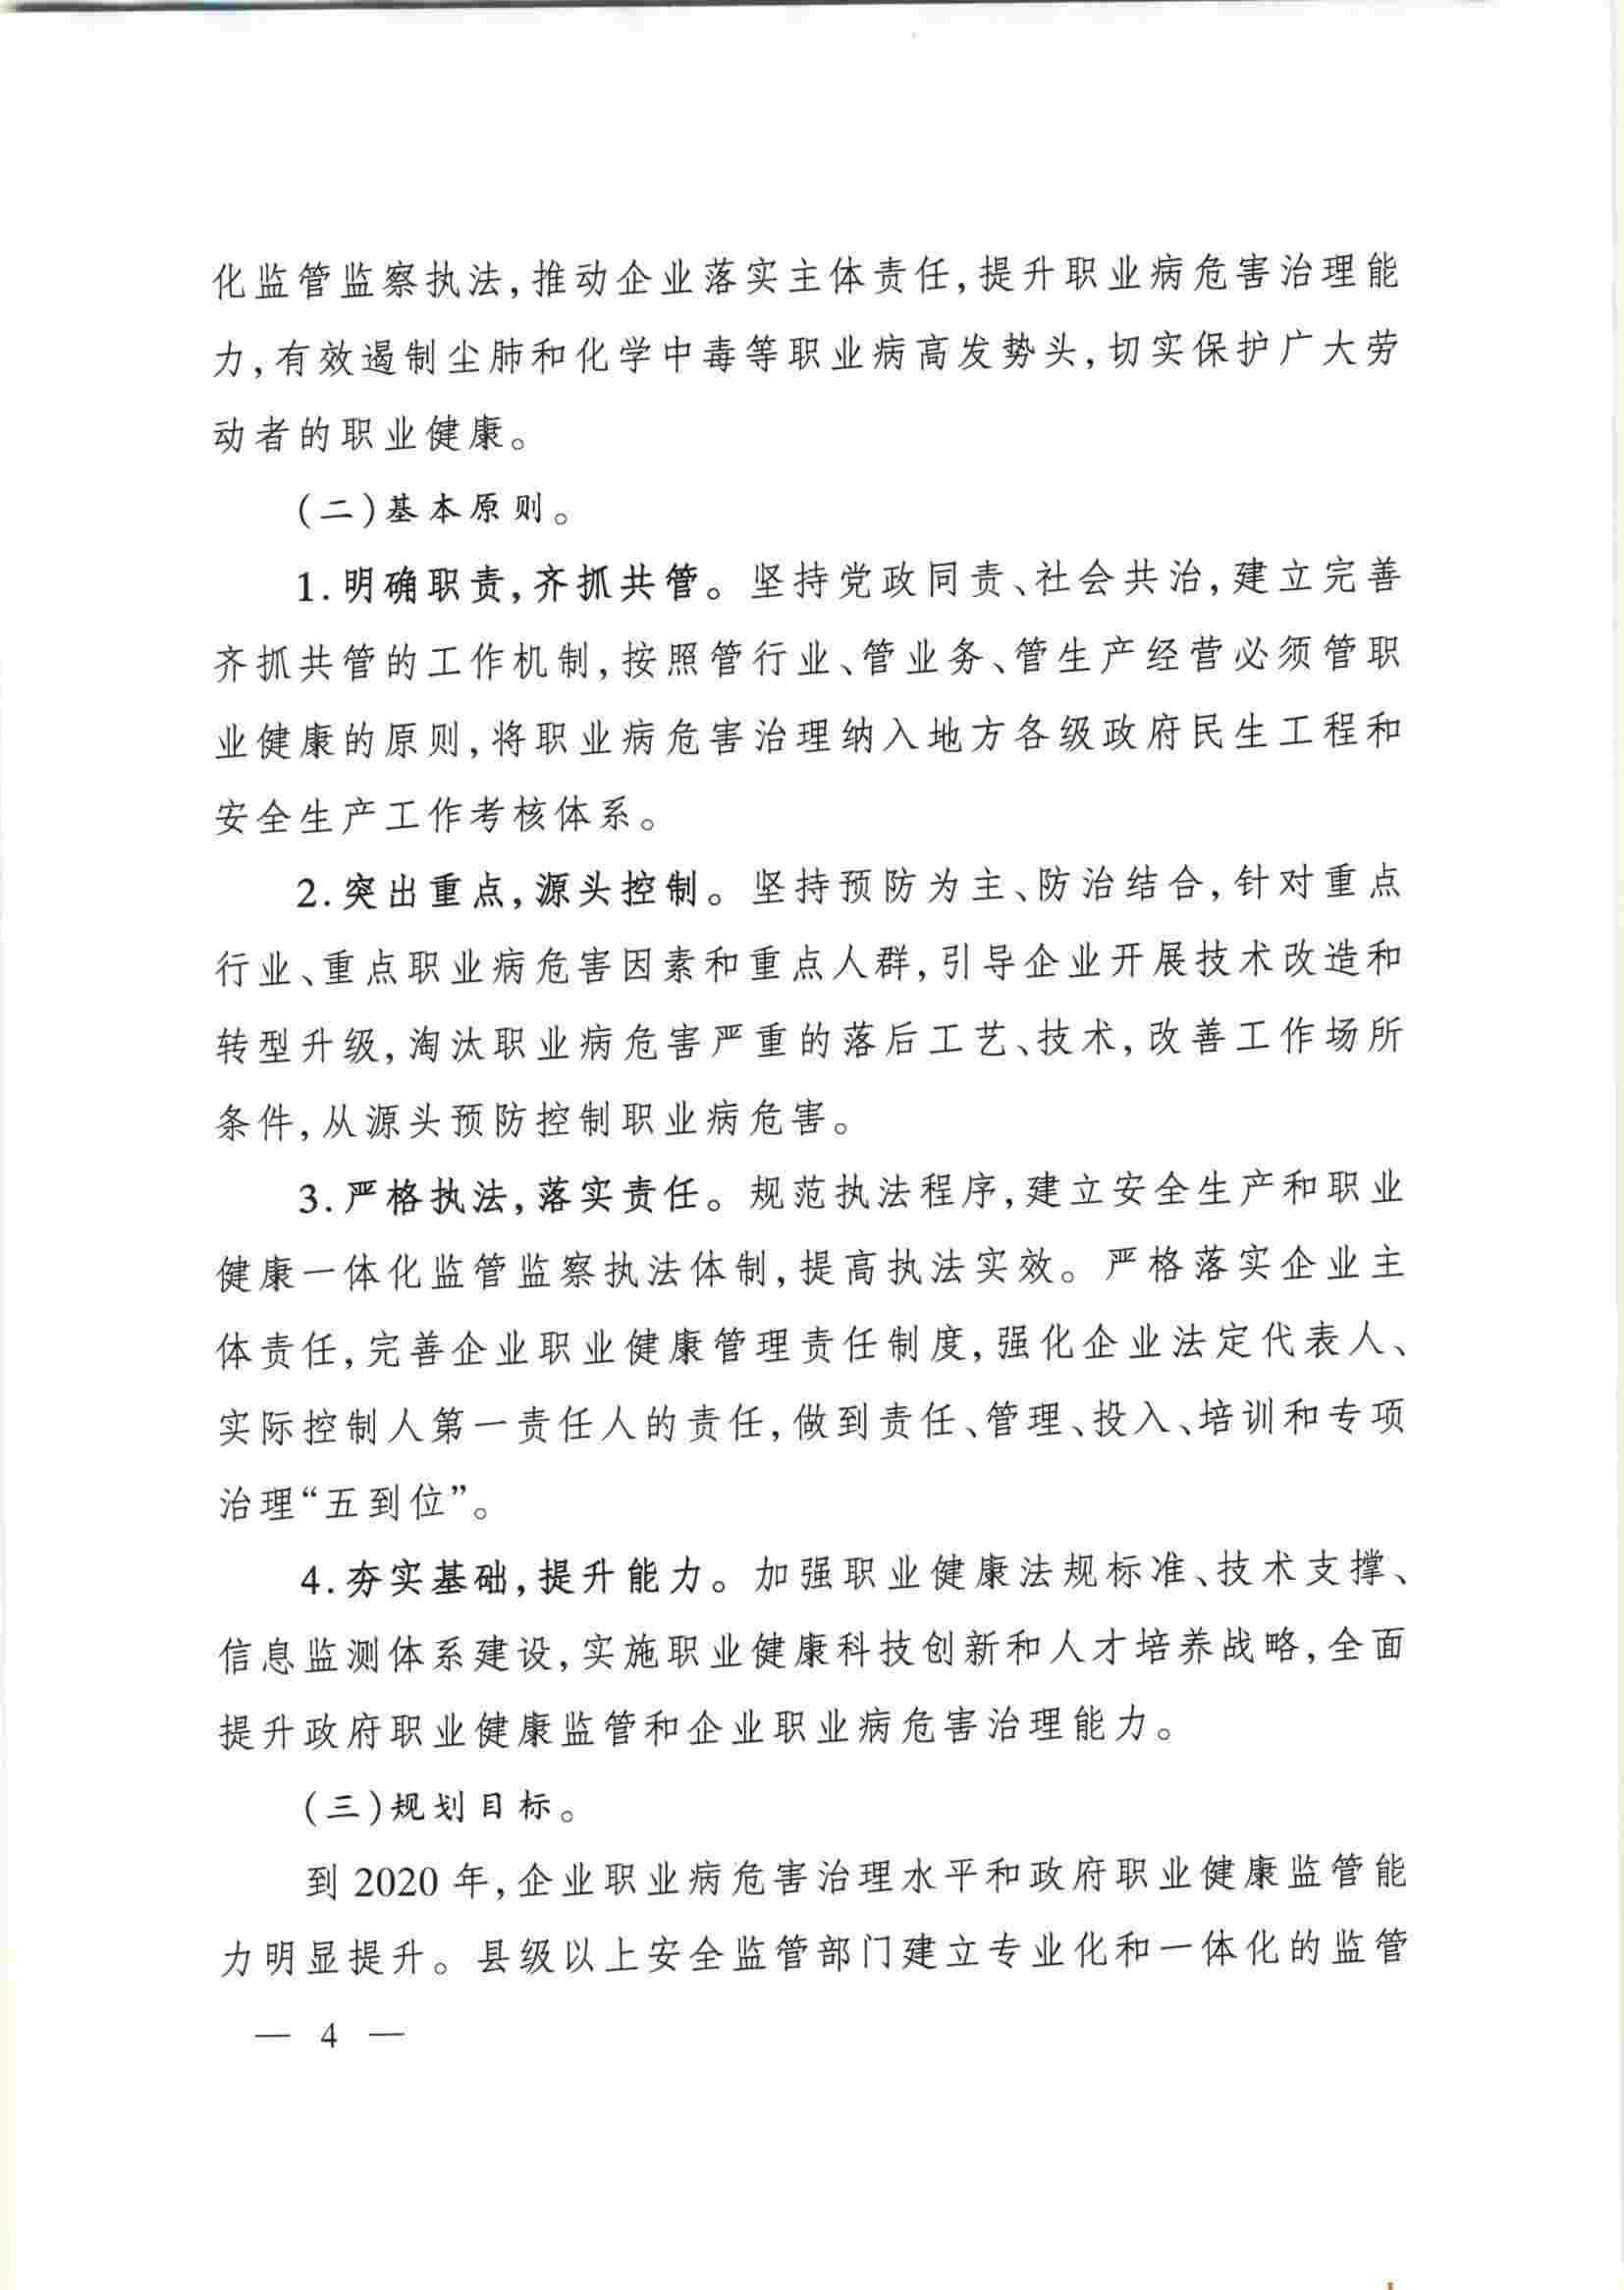 化监管监察执法,推动企业落实主体责任,提升职业病危害治理能
力,有效遏制尘肺和化学中毒等职业病高发势头,切实保护广大劳
动者的职业健康。
(二)基本原则。
1.明确职责,齐抓共管。坚持党政同责、社会共治,建立完善
齐抓共管的工作机制,按照管行业、管业务、管生产经营必须管职
业健康的原则,将职业病危害治理纳入地方各级政府民生工程和
安全生产工作考核体系。
2.突出重点,源头控制。坚持预防为主、防治结合,针对重点
行业、重点职业病危害因素和重点人群,引导企业开展技术改造和
转型升级,淘汰职业病危害严重的落后工艺、技术,改善工作场所
条件,从源头预防控制职业病危害。
3.严格执法,落实责任。规范执法程序,建立安全生产和职业
健康一体化监管监察执法体制,提高执法实效。严格落实企业主
体责任,完善企业职业健康管理责任制度,强化企业法定代表人、
实际控制人第一责任人的责任,做到责任、管理、投入、培训和专项
治理“五到位”。
4.夯实基础,提升能力。加强职业健康法规标准、技术支撑、
信息监测体系建设,实施职业健康科技创新和人才培养战略,全面
提升政府职业健康监管和企业职业病危害治理能力。
(三)规划目标。
到 2020 年,企业职业病危害治理水平和政府职业健康监管能
力明显提升。县级以上安全监管部门建立专业化和一体化的监管
— 4 —